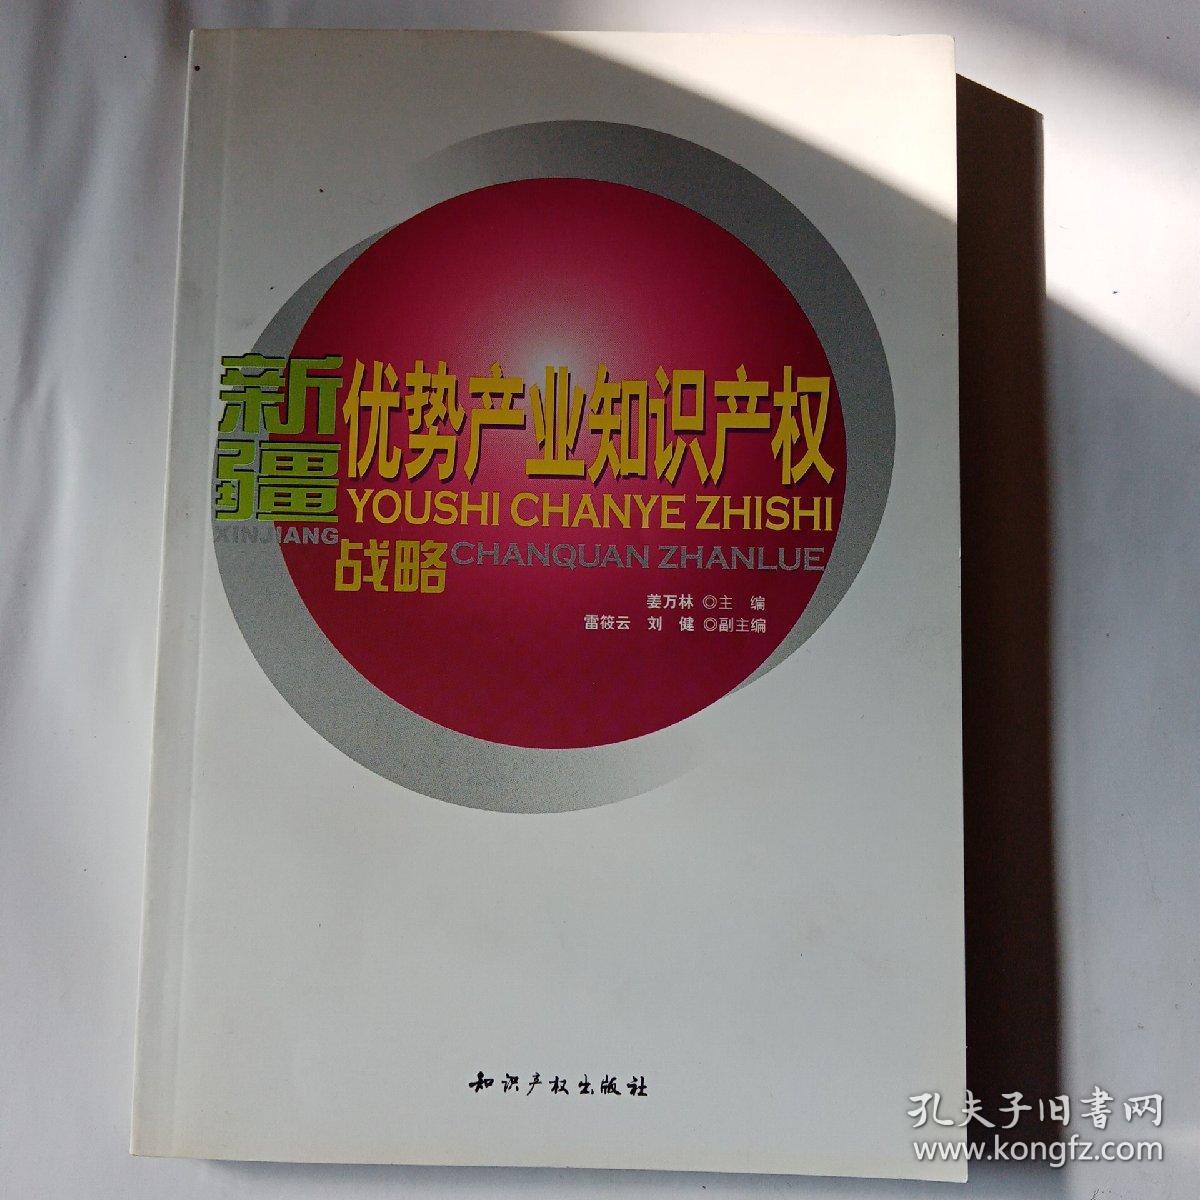 新疆
XINJIANG
优势产业知识产权
YOUSHI CHANYE ZHISHI
战略 CHANQUAN ZHANLUE
姜万林 ◎主 编
雷筱云 刘 健 ◎副主编
知识产权出版社
孔夫子旧書网
www.kongfz.com